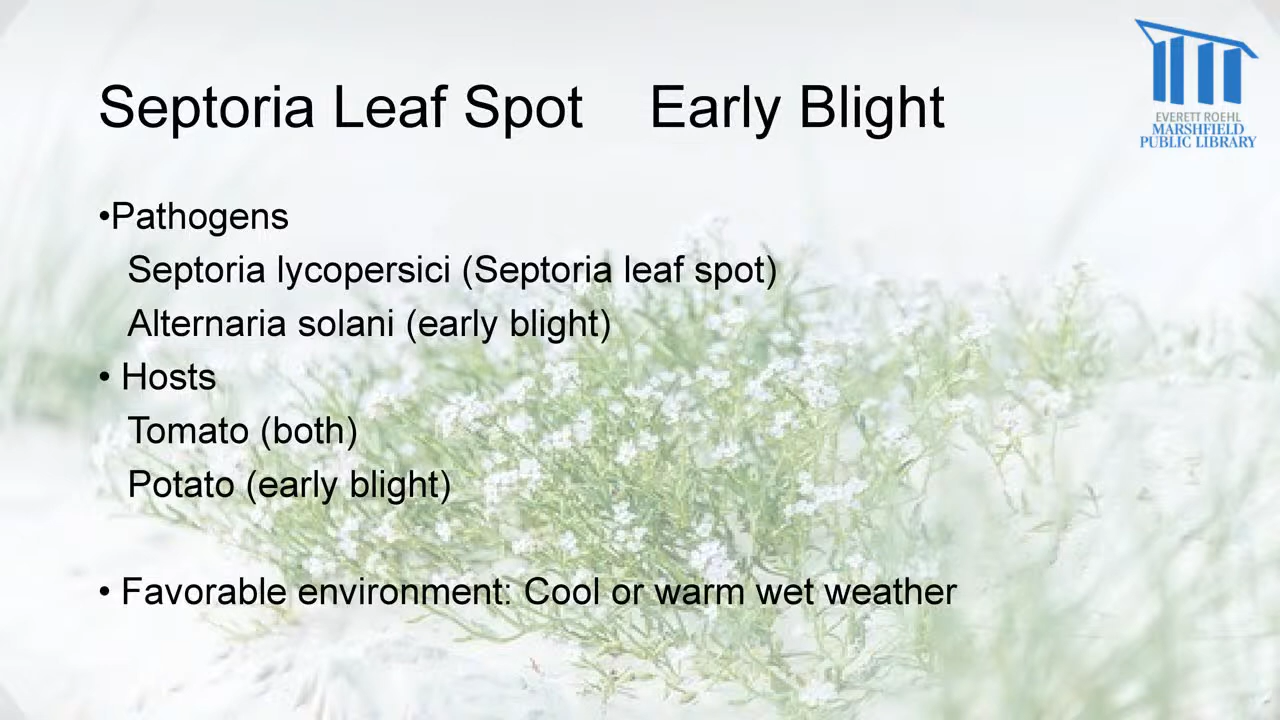 Septoria Leaf Spot Early Blight
EVERETT ROEHL
MARSHFIELD
PUBLIC LIBRARY
•Pathogens
Septoria lycopersici (Septoria leaf spot)
Alternaria solani (early blight)
• Hosts
Tomato (both)
Potato (early blight)
• Favorable environment: Cool or warm wet weather